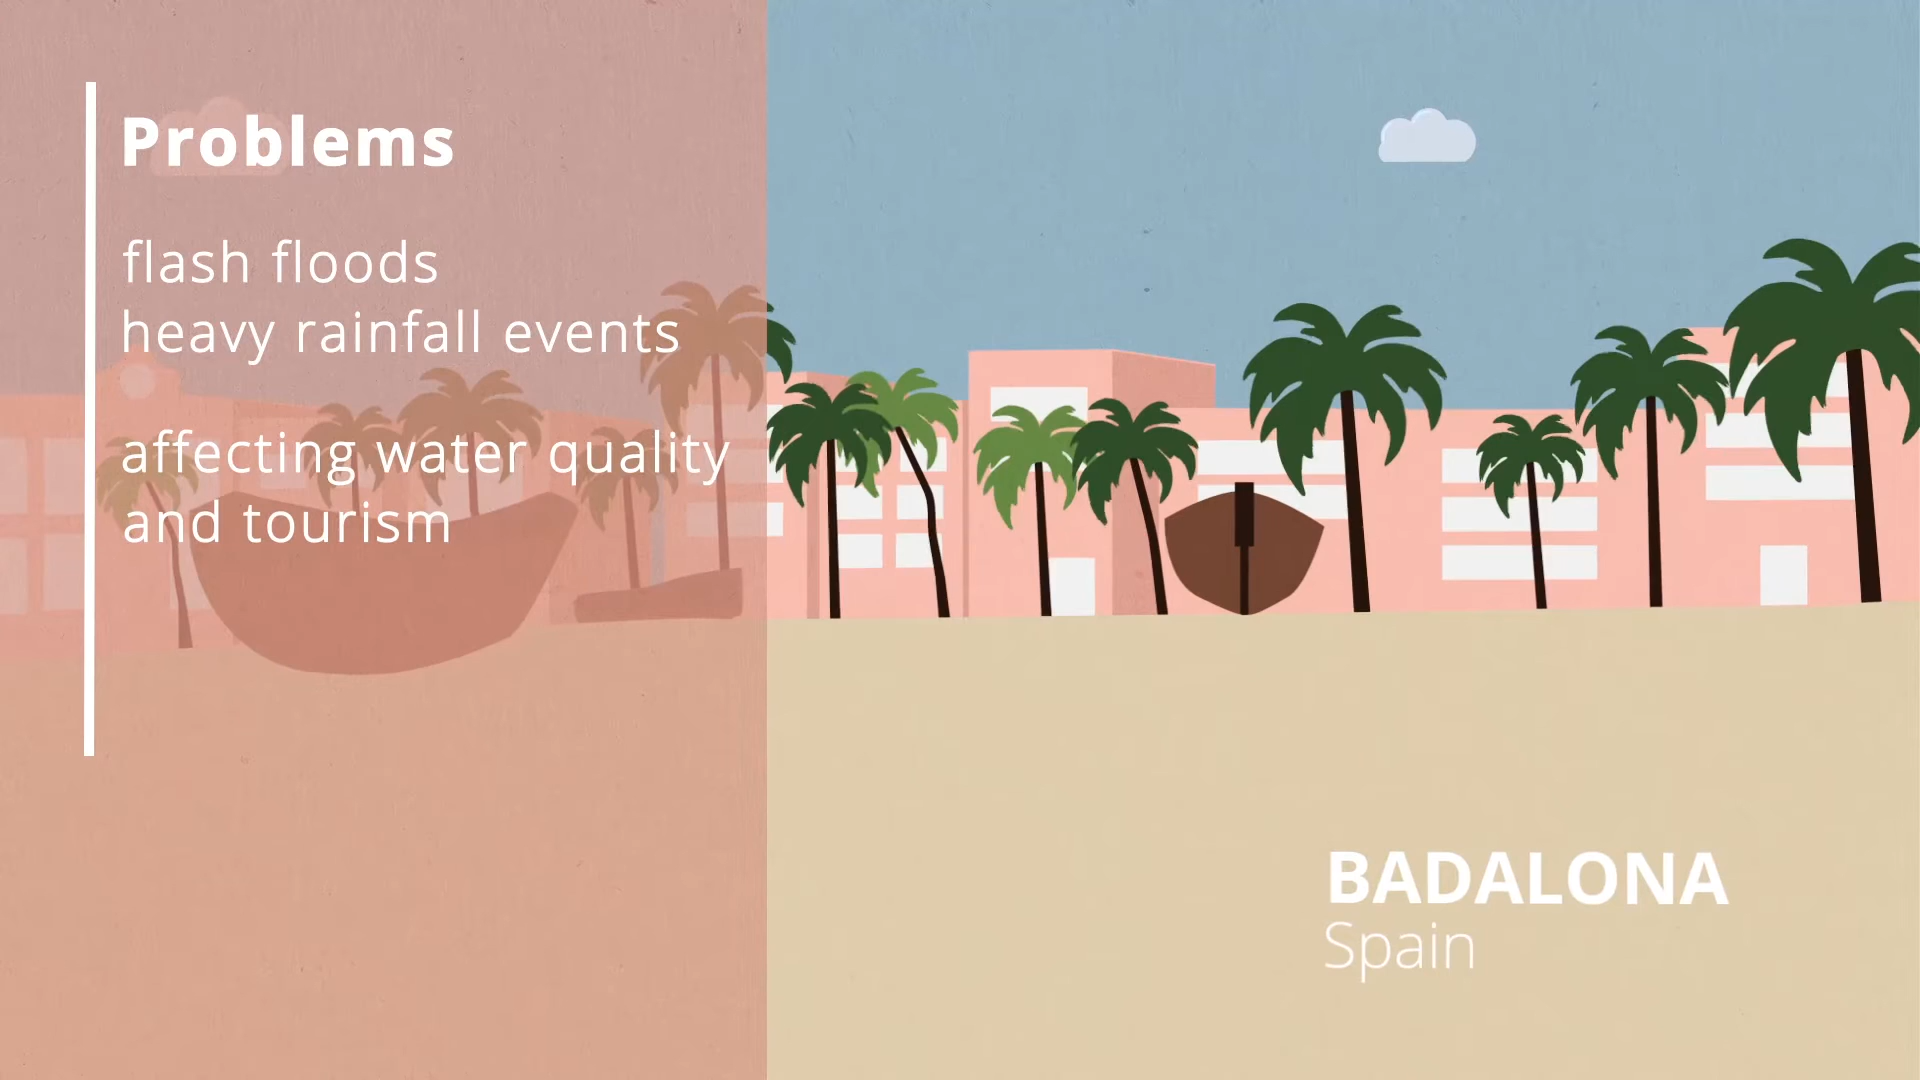 Problems
flash floods
heavy rainfall events
affecting water quality
and tourism
BADALONA
Spain